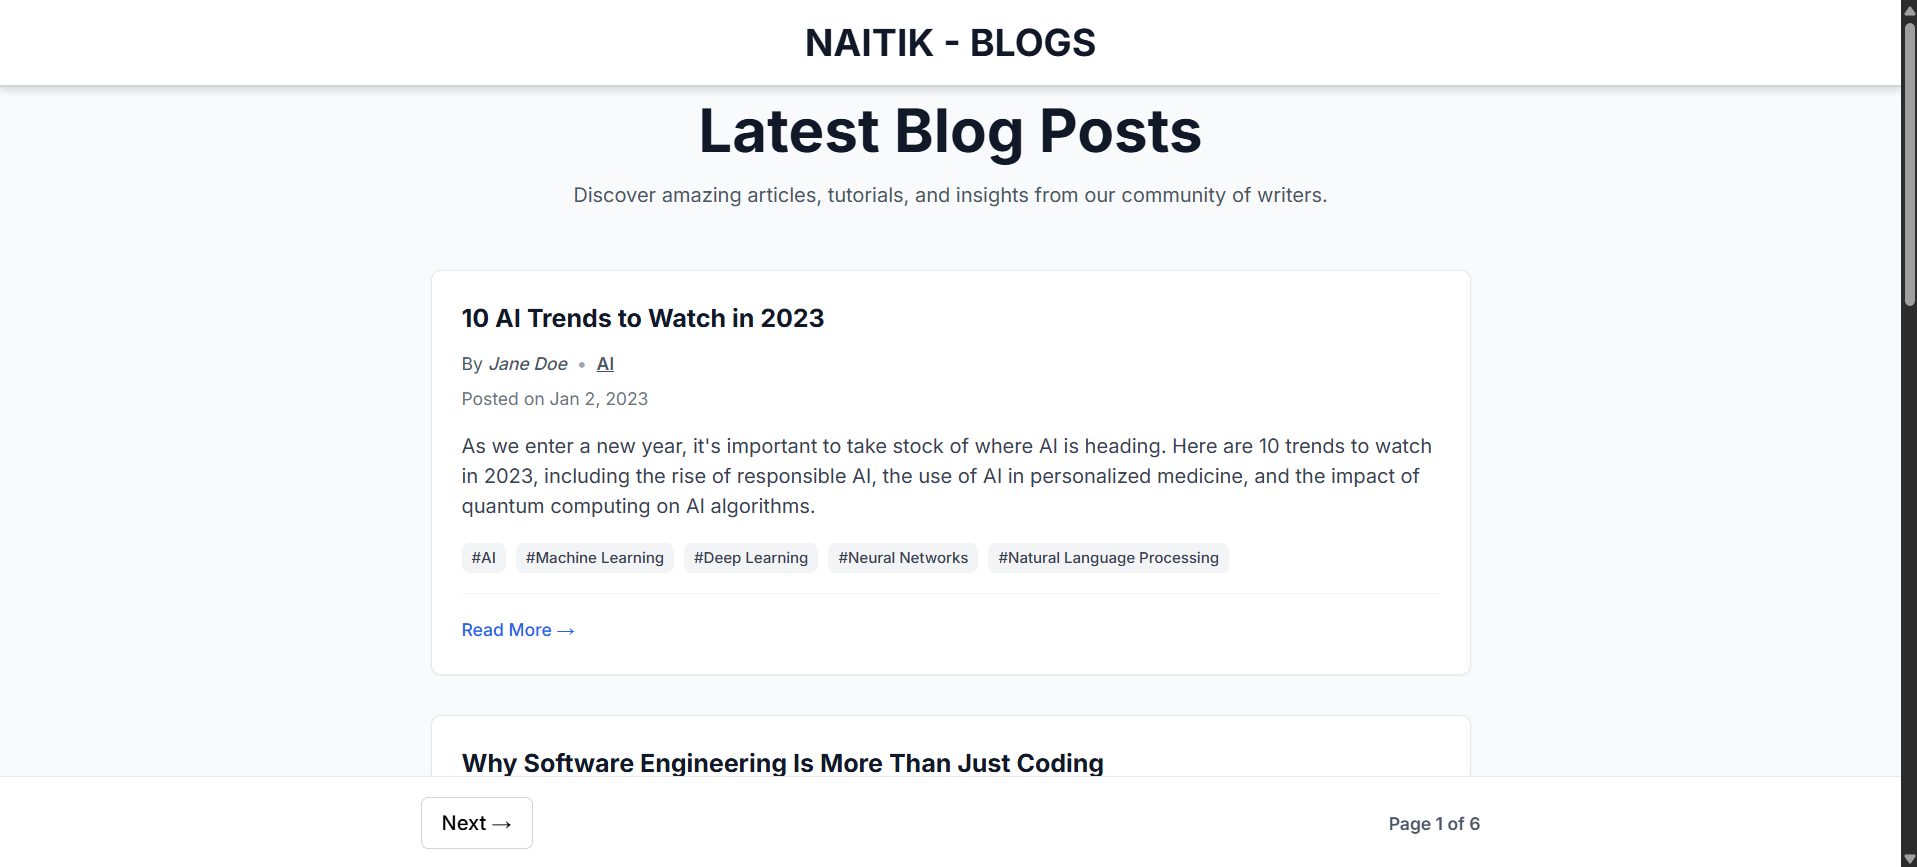 NAITIK - BLOGS
Latest Blog Posts
Discover amazing articles, tutorials, and insights from our community of writers.
10 AI Trends to Watch in 2023
By Jane Doe • AI
Posted on Jan 2, 2023
As we enter a new year, it's important to take stock of where AI is heading. Here are 10 trends to watch
in 2023, including the rise of responsible AI, the use of AI in personalized medicine, and the impact of
quantum computing on AI algorithms.
#AI #Machine Learning #Deep Learning #Neural Networks #Natural Language Processing
Read More →
Why Software Engineering Is More Than Just Coding
Next → Page 1 of 6